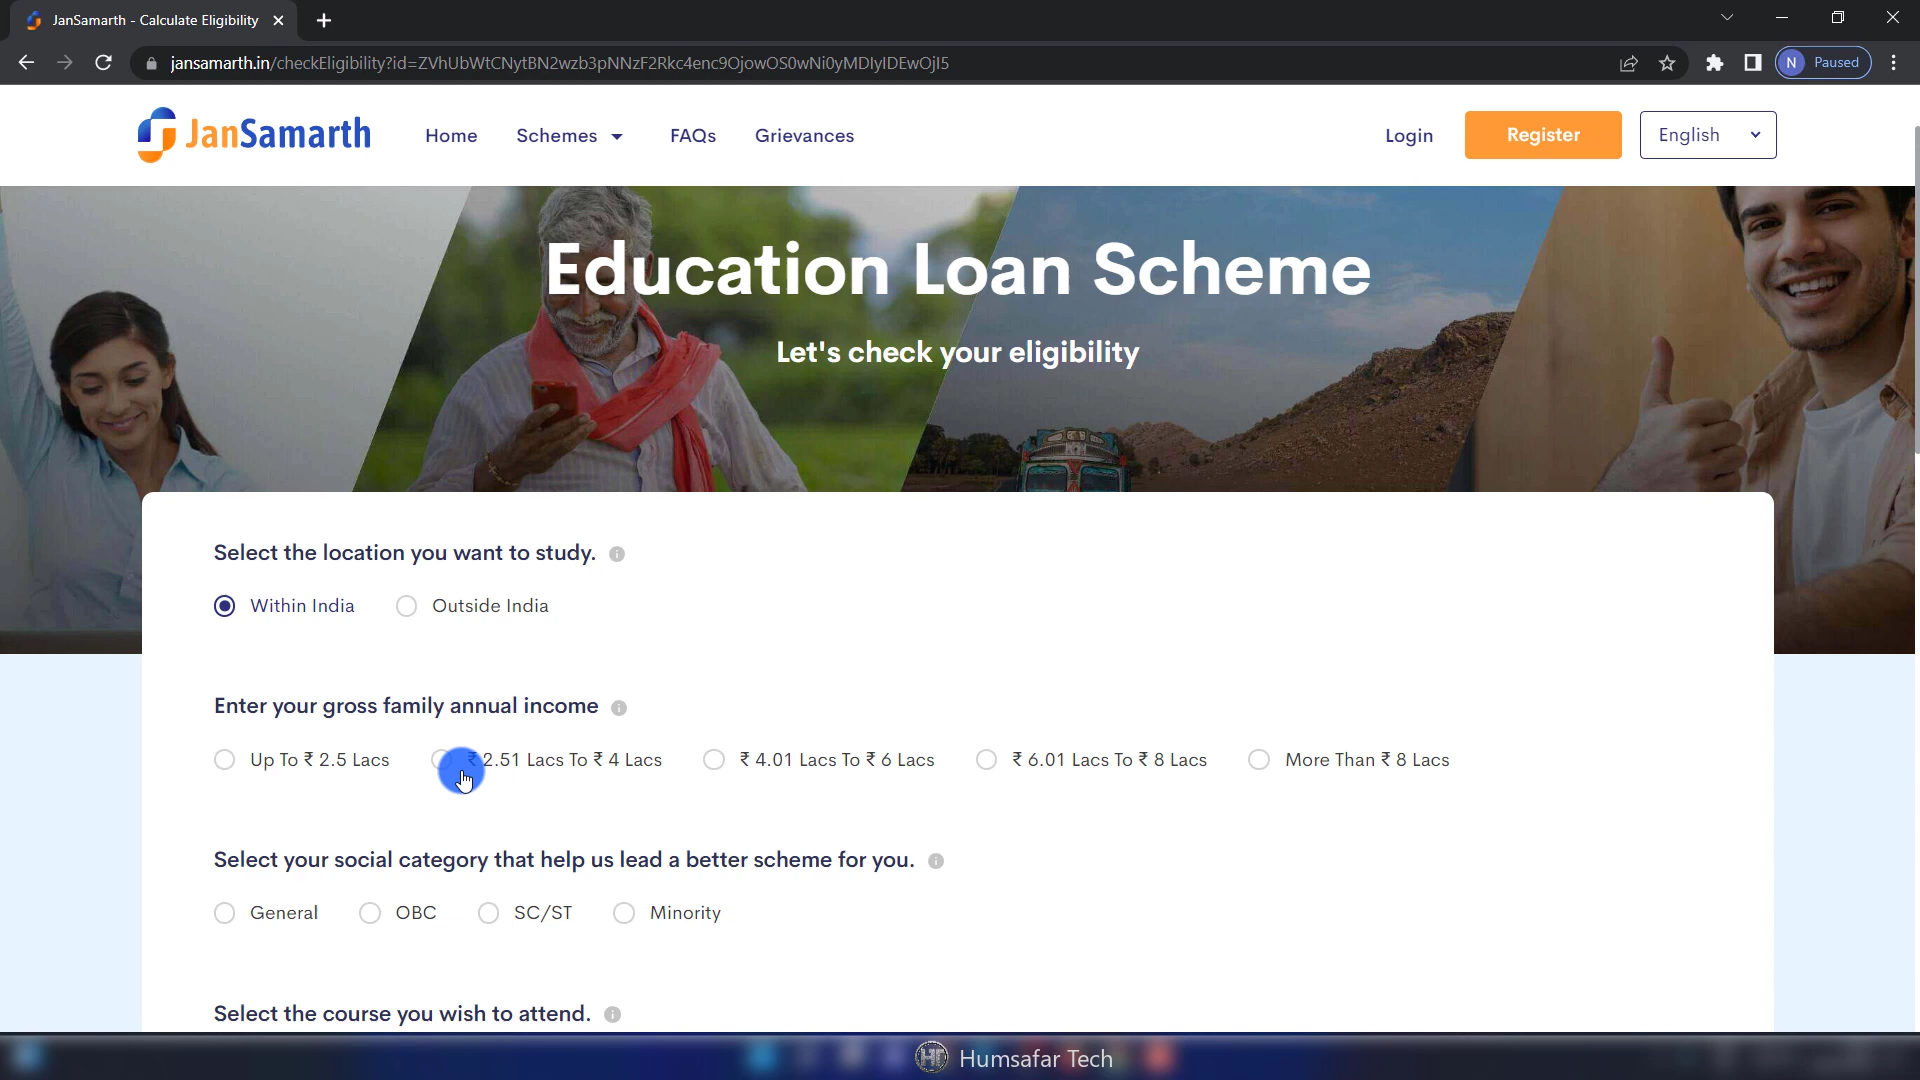 JanSamarth - Calculate Eligibility
jansamarth.in/checkEligibility?id=ZVhUbWtCNytBN2wzb3pNNzF2Rkc4enc9OjowOS0wNi0yMDIyIDEwOjI5
N Paused
JanSamarth Home Schemes FAQs Grievances Login Register English
Education Loan Scheme
Let's check your eligibility
Select the location you want to study.
Within India Outside India
Enter your gross family annual income
Up To ₹ 2.5 Lacs ₹ 2.51 Lacs To ₹ 4 Lacs ₹ 4.01 Lacs To ₹ 6 Lacs ₹ 6.01 Lacs To ₹ 8 Lacs More Than ₹ 8 Lacs
Select your social category that help us lead a better scheme for you.
General OBC SC/ST Minority
Select the course you wish to attend.
HT Humsafar Tech